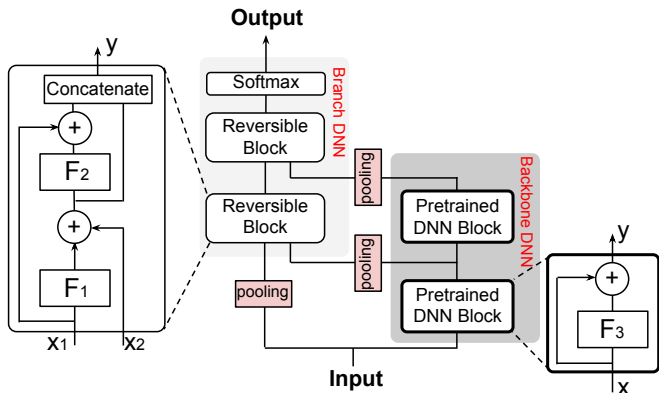 Output
y
Concatenate
+
F2
+
F1
x1
x2
Softmax
Reversible
Block
Reversible
Block
pooling
Branch DNN
pooling
pooling
Backbone DNN
Pretrained
DNN Block
Pretrained
DNN Block
Input
y
+
F3
x